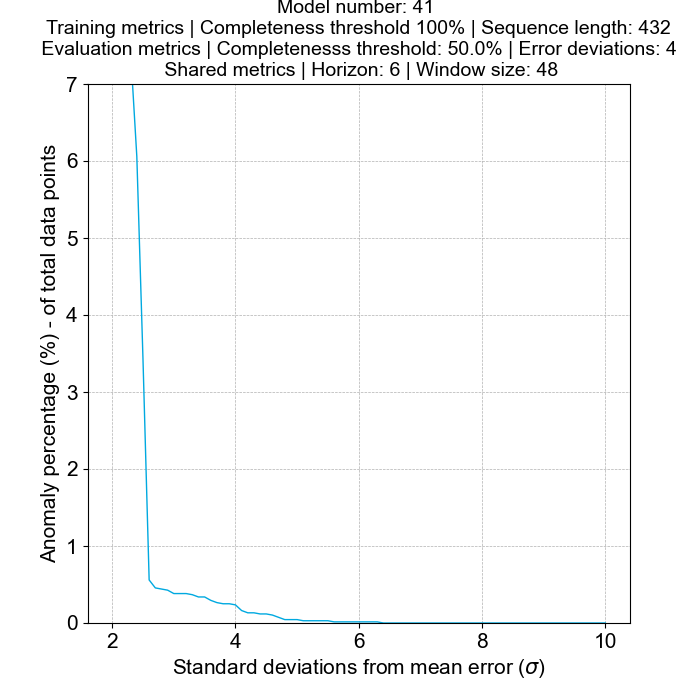 Model number: 41
Training metrics | Completeness threshold 100% | Sequence length: 432
Evaluation metrics | Completenesss threshold: 50.0% | Error deviations: 4
Shared metrics | Horizon: 6 | Window size: 48
7
6
5
4
3
2
1
0
Anomaly percentage (%) - of total data points
2 4 6 8 10
Standard deviations from mean error (σ)